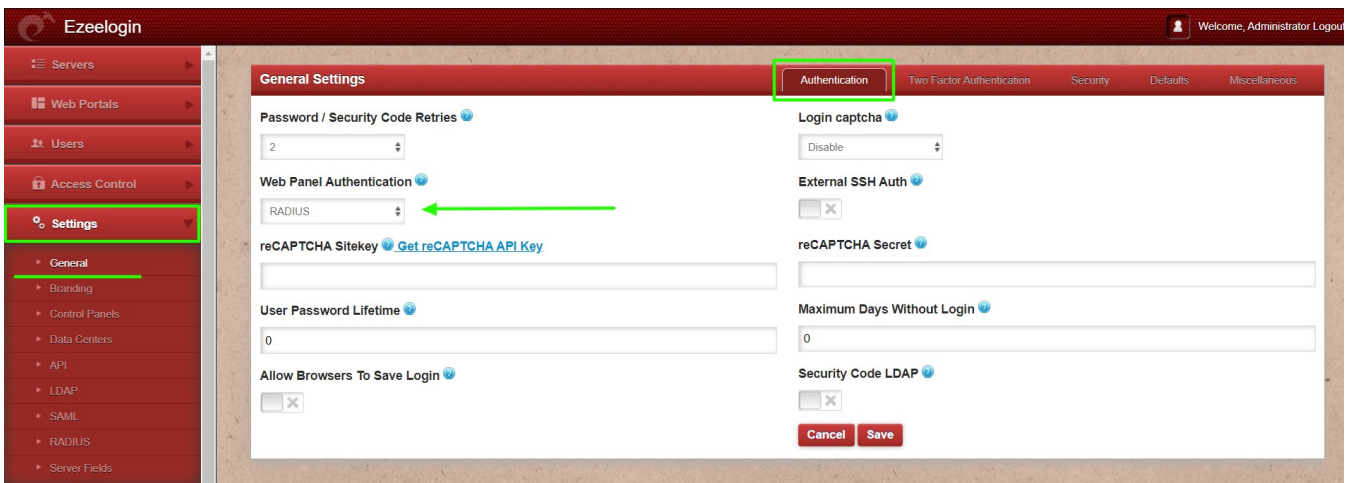 Ezeelogin
Welcome, Administrator Logout
Servers
Web Portals
Users
Access Control
Settings
General
Branding
Control Panels
Data Centers
API
LDAP
SAML
RADIUS
Server Fields
General Settings
Authentication
Two Factor Authentication
Security
Defaults
Miscellaneous
Password / Security Code Retries
2
Login captcha
Disable
Web Panel Authentication
RADIUS
External SSH Auth
reCAPTCHA Sitekey Get reCAPTCHA API Key
reCAPTCHA Secret
User Password Lifetime
0
Maximum Days Without Login
0
Allow Browsers To Save Login
Security Code LDAP
Cancel
Save